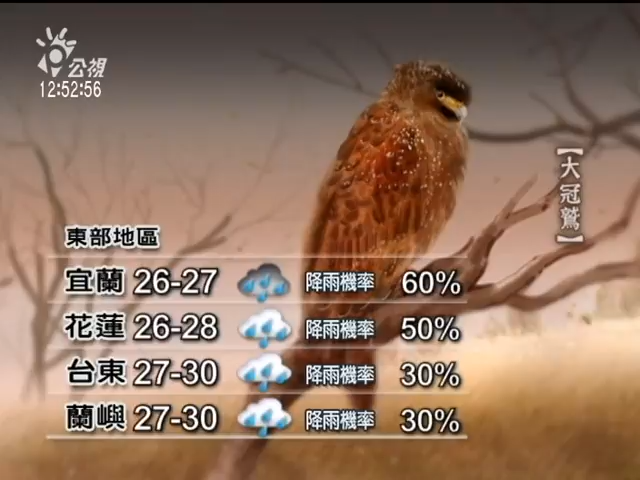 公視
12:52:56
【大冠鷲】
東部地區
宜蘭 26-27 降雨機率 60%
花蓮 26-28 降雨機率 50%
台東 27-30 降雨機率 30%
蘭嶼 27-30 降雨機率 30%